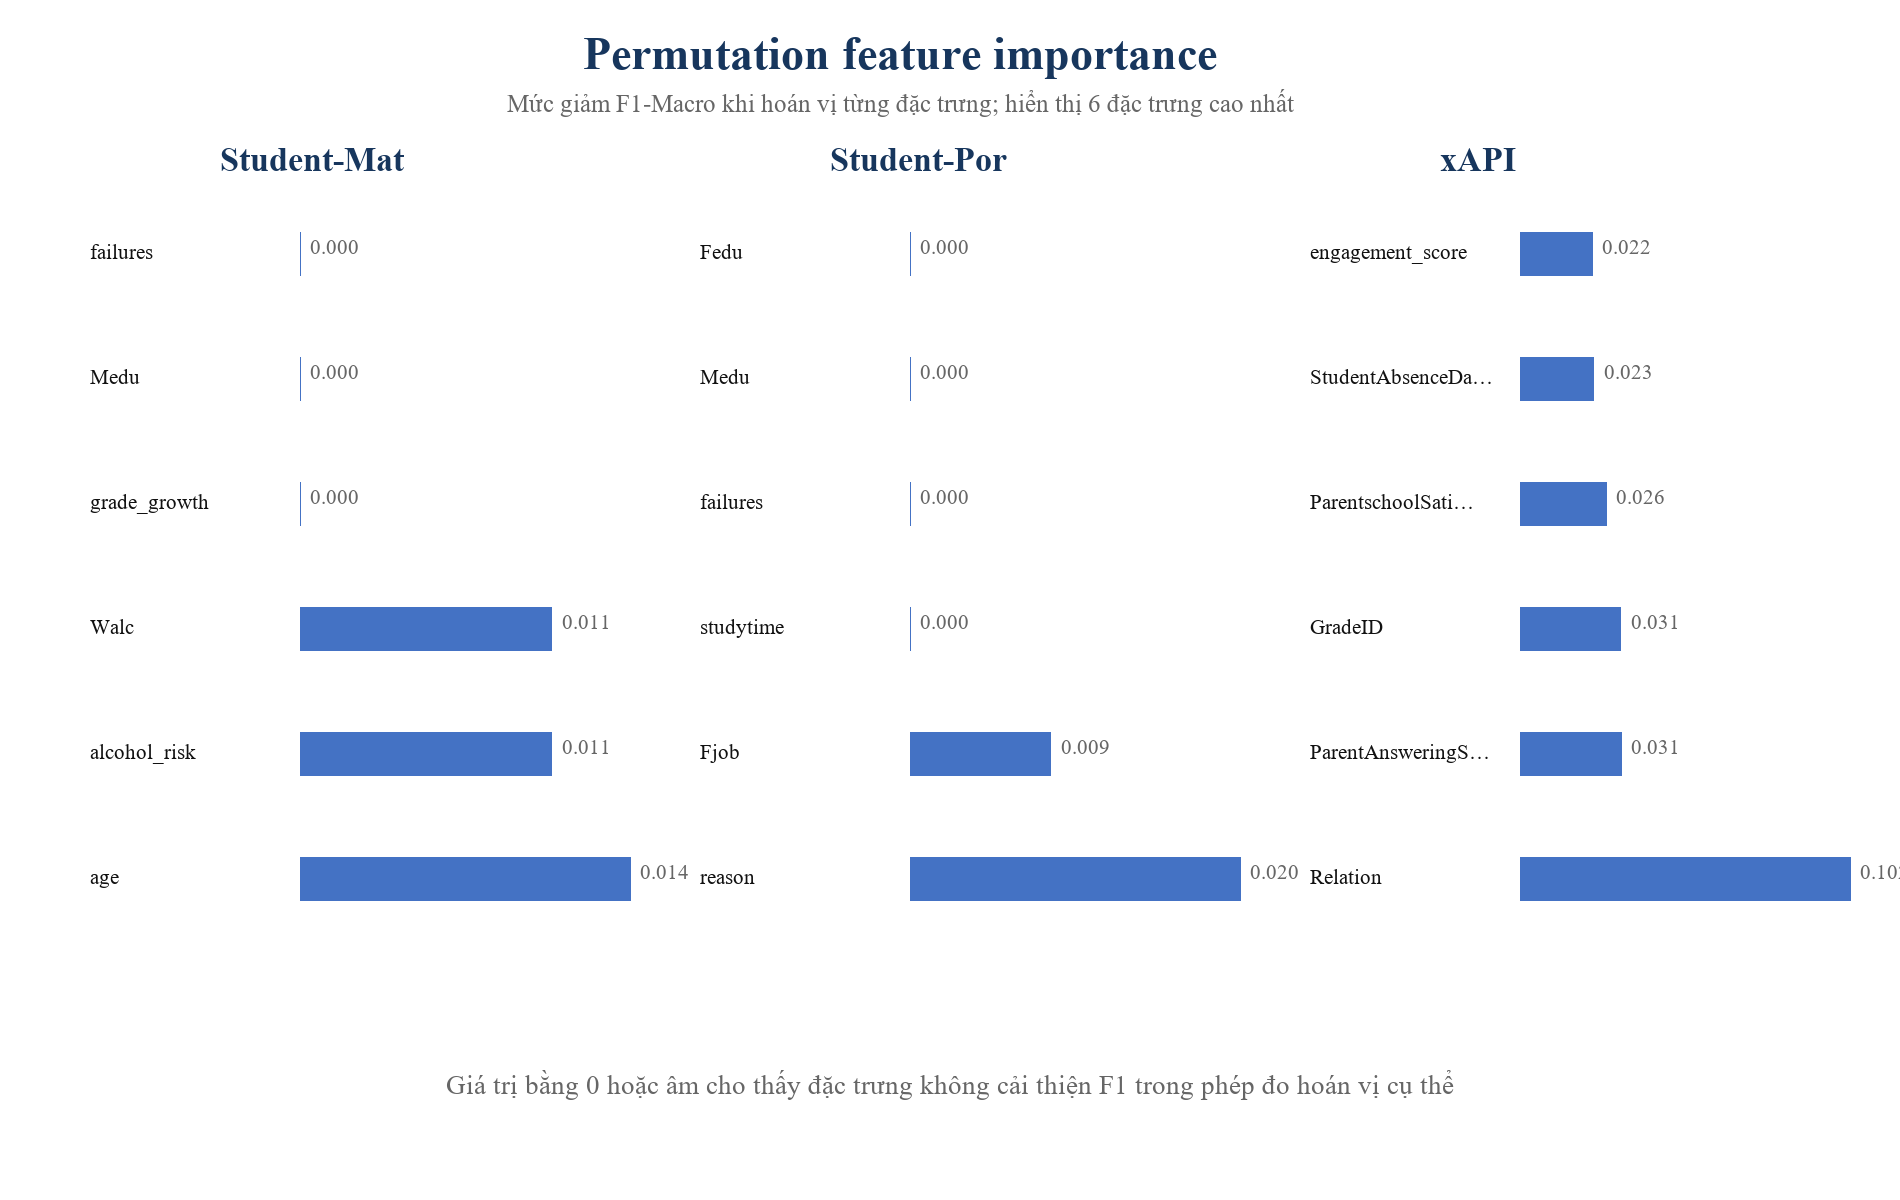 Permutation feature importance
Mức giảm F1-Macro khi hoán vị từng đặc trưng; hiển thị 6 đặc trưng cao nhất
Student-Mat
failures 0.000
Medu 0.000
grade_growth 0.000
Walc 0.011
alcohol_risk 0.011
age 0.014
Student-Por
Fedu 0.000
Medu 0.000
failures 0.000
studytime 0.000
Fjob 0.009
reason 0.020
xAPI
engagement_score 0.022
StudentAbsenceDa… 0.023
ParentschoolSati… 0.026
GradeID 0.031
ParentAnsweringS… 0.031
Relation
Giá trị bằng 0 hoặc âm cho thấy đặc trưng không cải thiện F1 trong phép đo hoán vị cụ thể